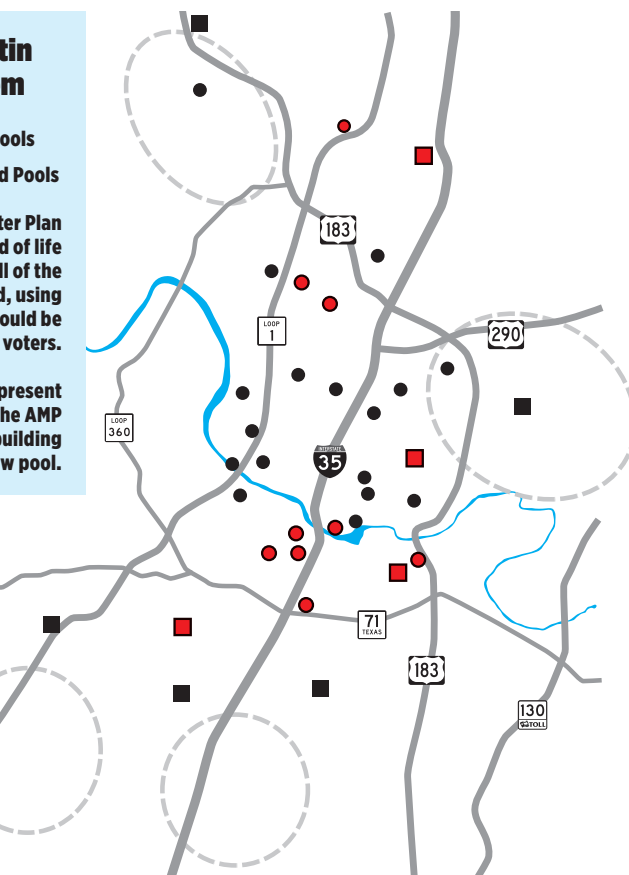 tin
m
ools
d Pools
ter Plan
d of life
ll of the
d, using
ould be
voters.
present
he AMP
building
w pool.
183
LOOP
1
290
LOOP
360
INTERSTATE
35
71
TEXAS
183
130
TOLL